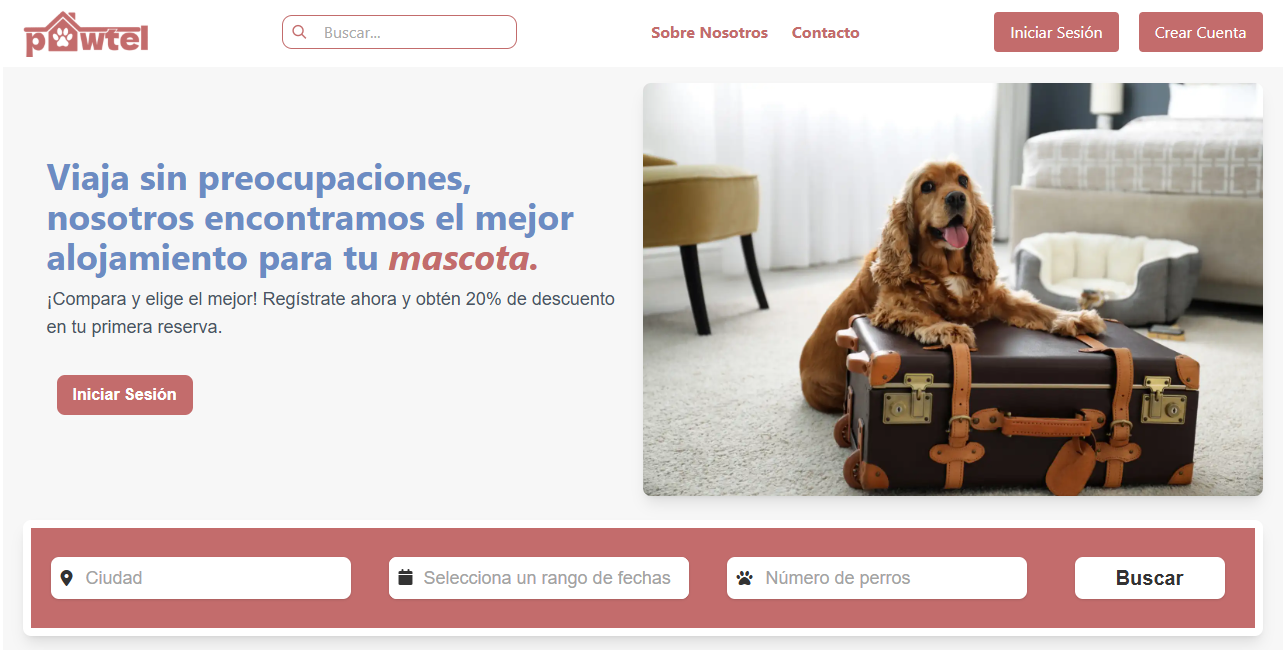 pawtel
Buscar...
Sobre Nosotros
Contacto
Iniciar Sesión
Crear Cuenta
Viaja sin preocupaciones,
nosotros encontramos el mejor
alojamiento para tu mascota.
¡Compara y elige el mejor! Regístrate ahora y obtén 20% de descuento
en tu primera reserva.
Iniciar Sesión
Ciudad
Selecciona un rango de fechas
Número de perros
Buscar